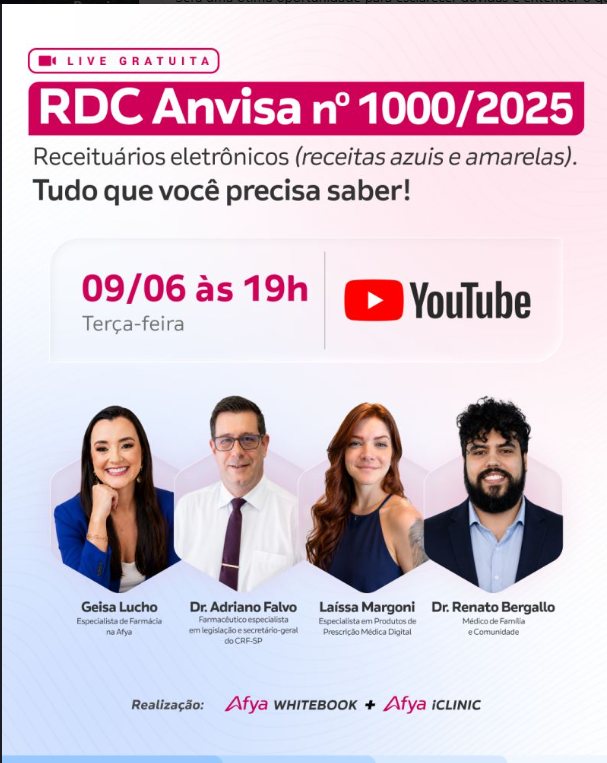 LIVE GRATUITA
RDC Anvisa nº 1000/2025
Receituários eletrônicos (receitas azuis e amarelas).
Tudo que você precisa saber!
09/06 às 19h
Terça-feira
YouTube
Geisa Lucho
Especialista de Farmácia
na Afya
Dr. Adriano Falvo
Farmacêutico especialista
em legislação e secretário-geral
do CRF-SP
Laíssa Margoni
Especialista em Produtos de
Prescrição Médica Digital
Dr. Renato Bergallo
Médico de Família
e Comunidade
Realização: Afya WHITEBOOK + Afya iCLINIC